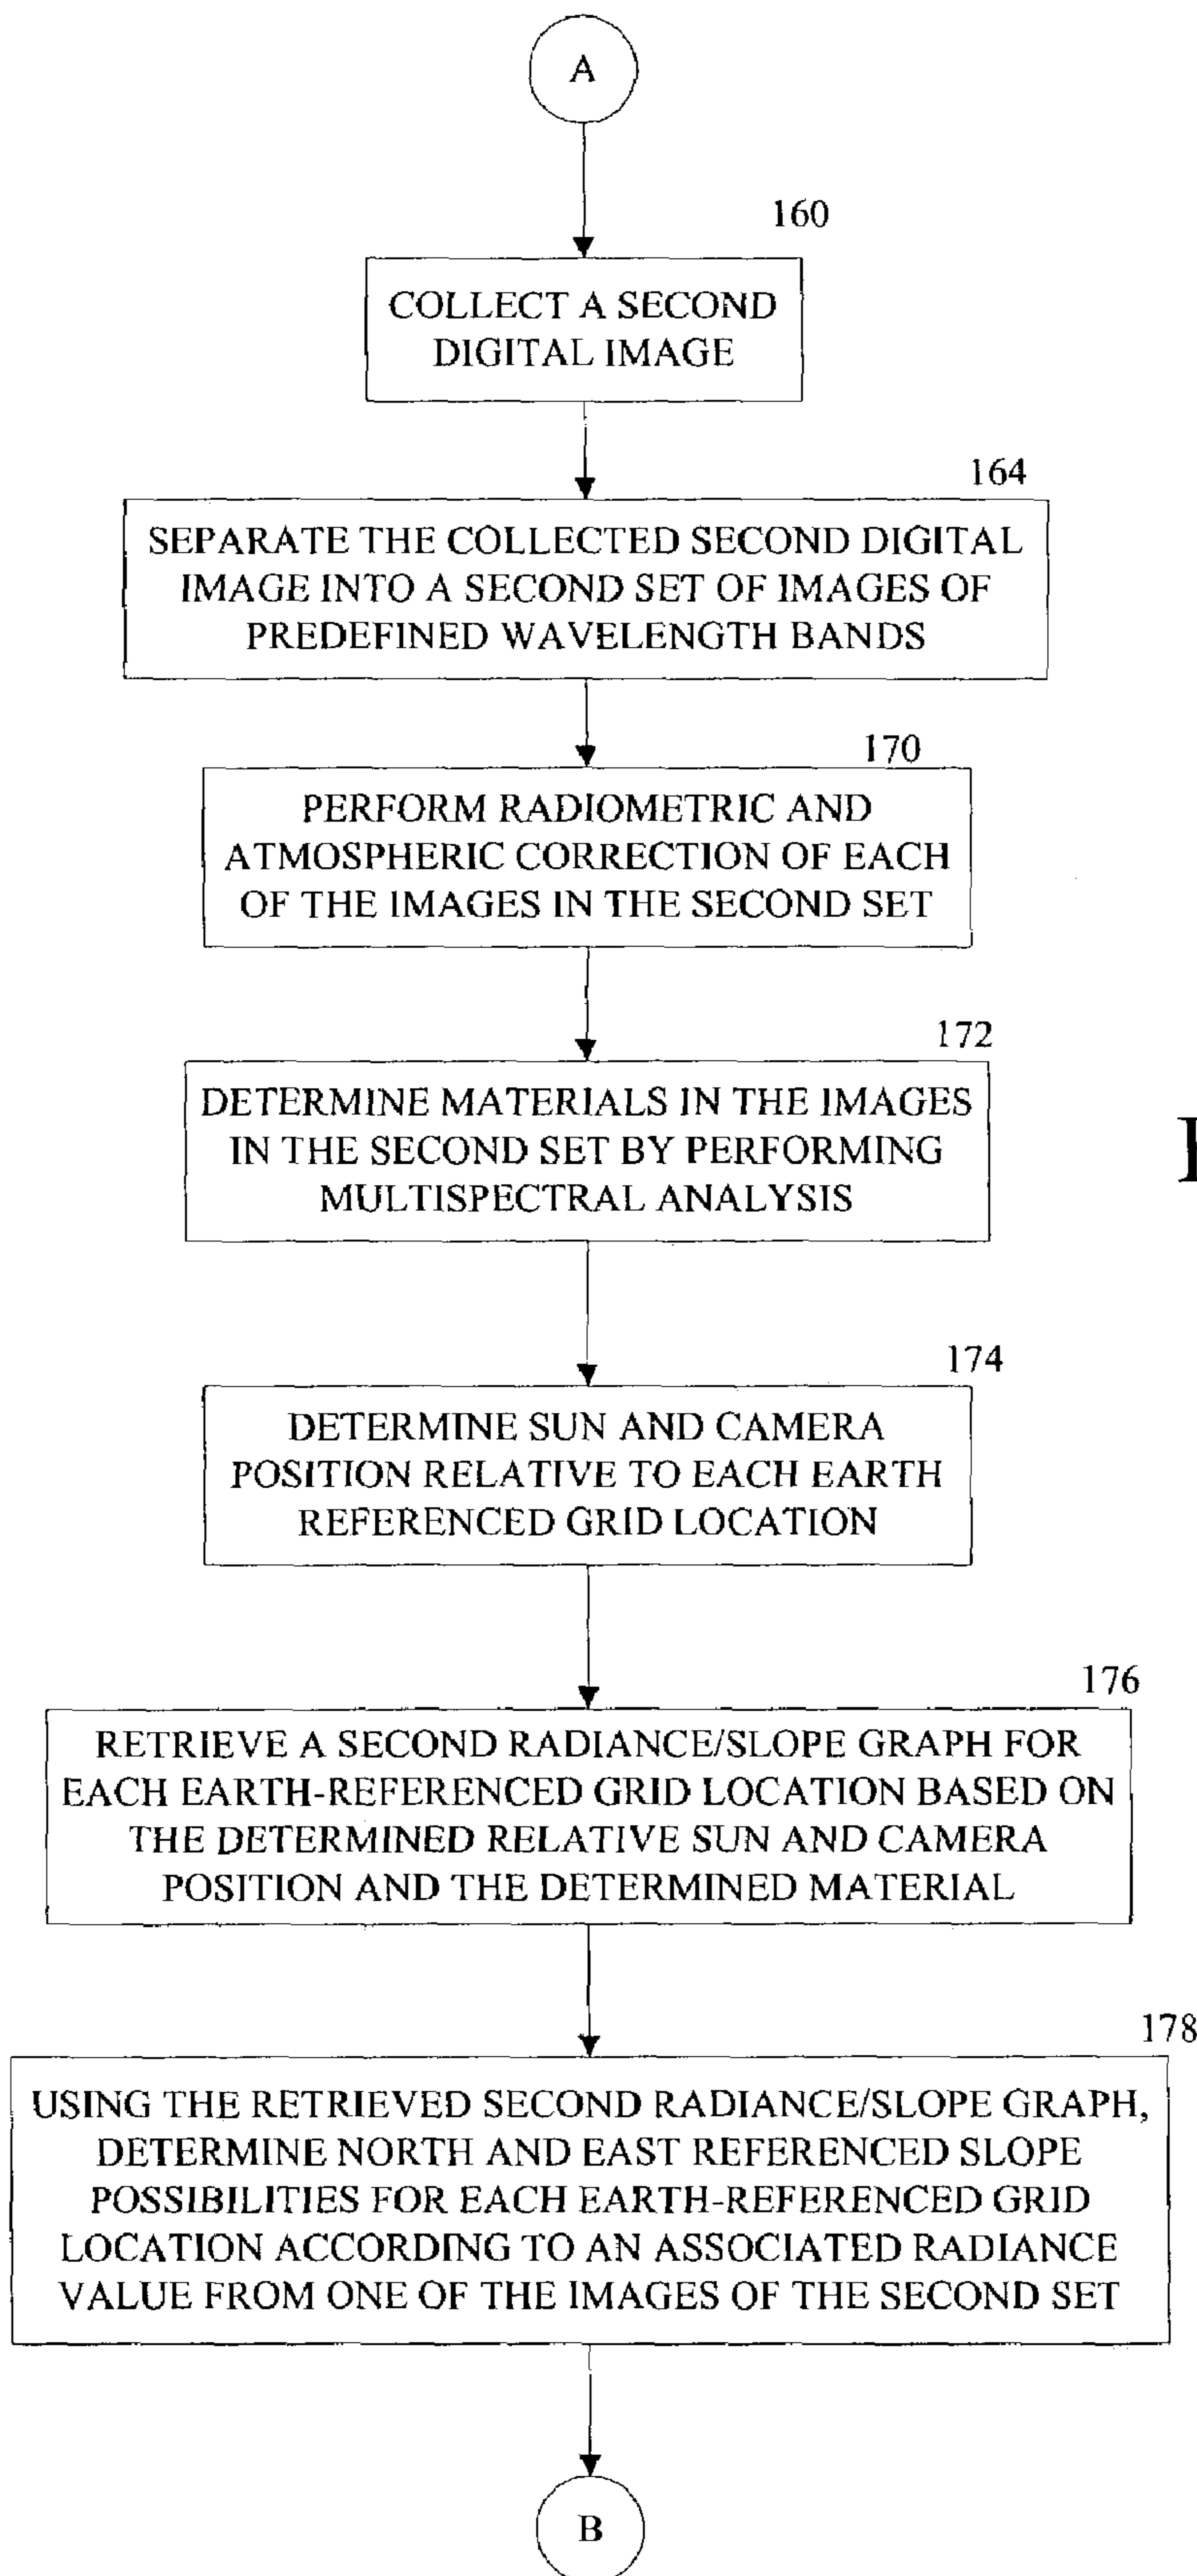 A
160
COLLECT A SECOND
DIGITAL IMAGE
164
SEPARATE THE COLLECTED SECOND DIGITAL
IMAGE INTO A SECOND SET OF IMAGES OF
PREDEFINED WAVELENGTH BANDS
170
PERFORM RADIOMETRIC AND
ATMOSPHERIC CORRECTION OF EACH
OF THE IMAGES IN THE SECOND SET
172
DETERMINE MATERIALS IN THE IMAGES
IN THE SECOND SET BY PERFORMING
MULTISPECTRAL ANALYSIS
174
DETERMINE SUN AND CAMERA
POSITION RELATIVE TO EACH EARTH
REFERENCED GRID LOCATION
176
RETRIEVE A SECOND RADIANCE/SLOPE GRAPH FOR
EACH EARTH-REFERENCED GRID LOCATION BASED ON
THE DETERMINED RELATIVE SUN AND CAMERA
POSITION AND THE DETERMINED MATERIAL
178
USING THE RETRIEVED SECOND RADIANCE/SLOPE GRAPH,
DETERMINE NORTH AND EAST REFERENCED SLOPE
POSSIBILITIES FOR EACH EARTH-REFERENCED GRID
LOCATION ACCORDING TO AN ASSOCIATED RADIANCE
VALUE FROM ONE OF THE IMAGES OF THE SECOND SET
B